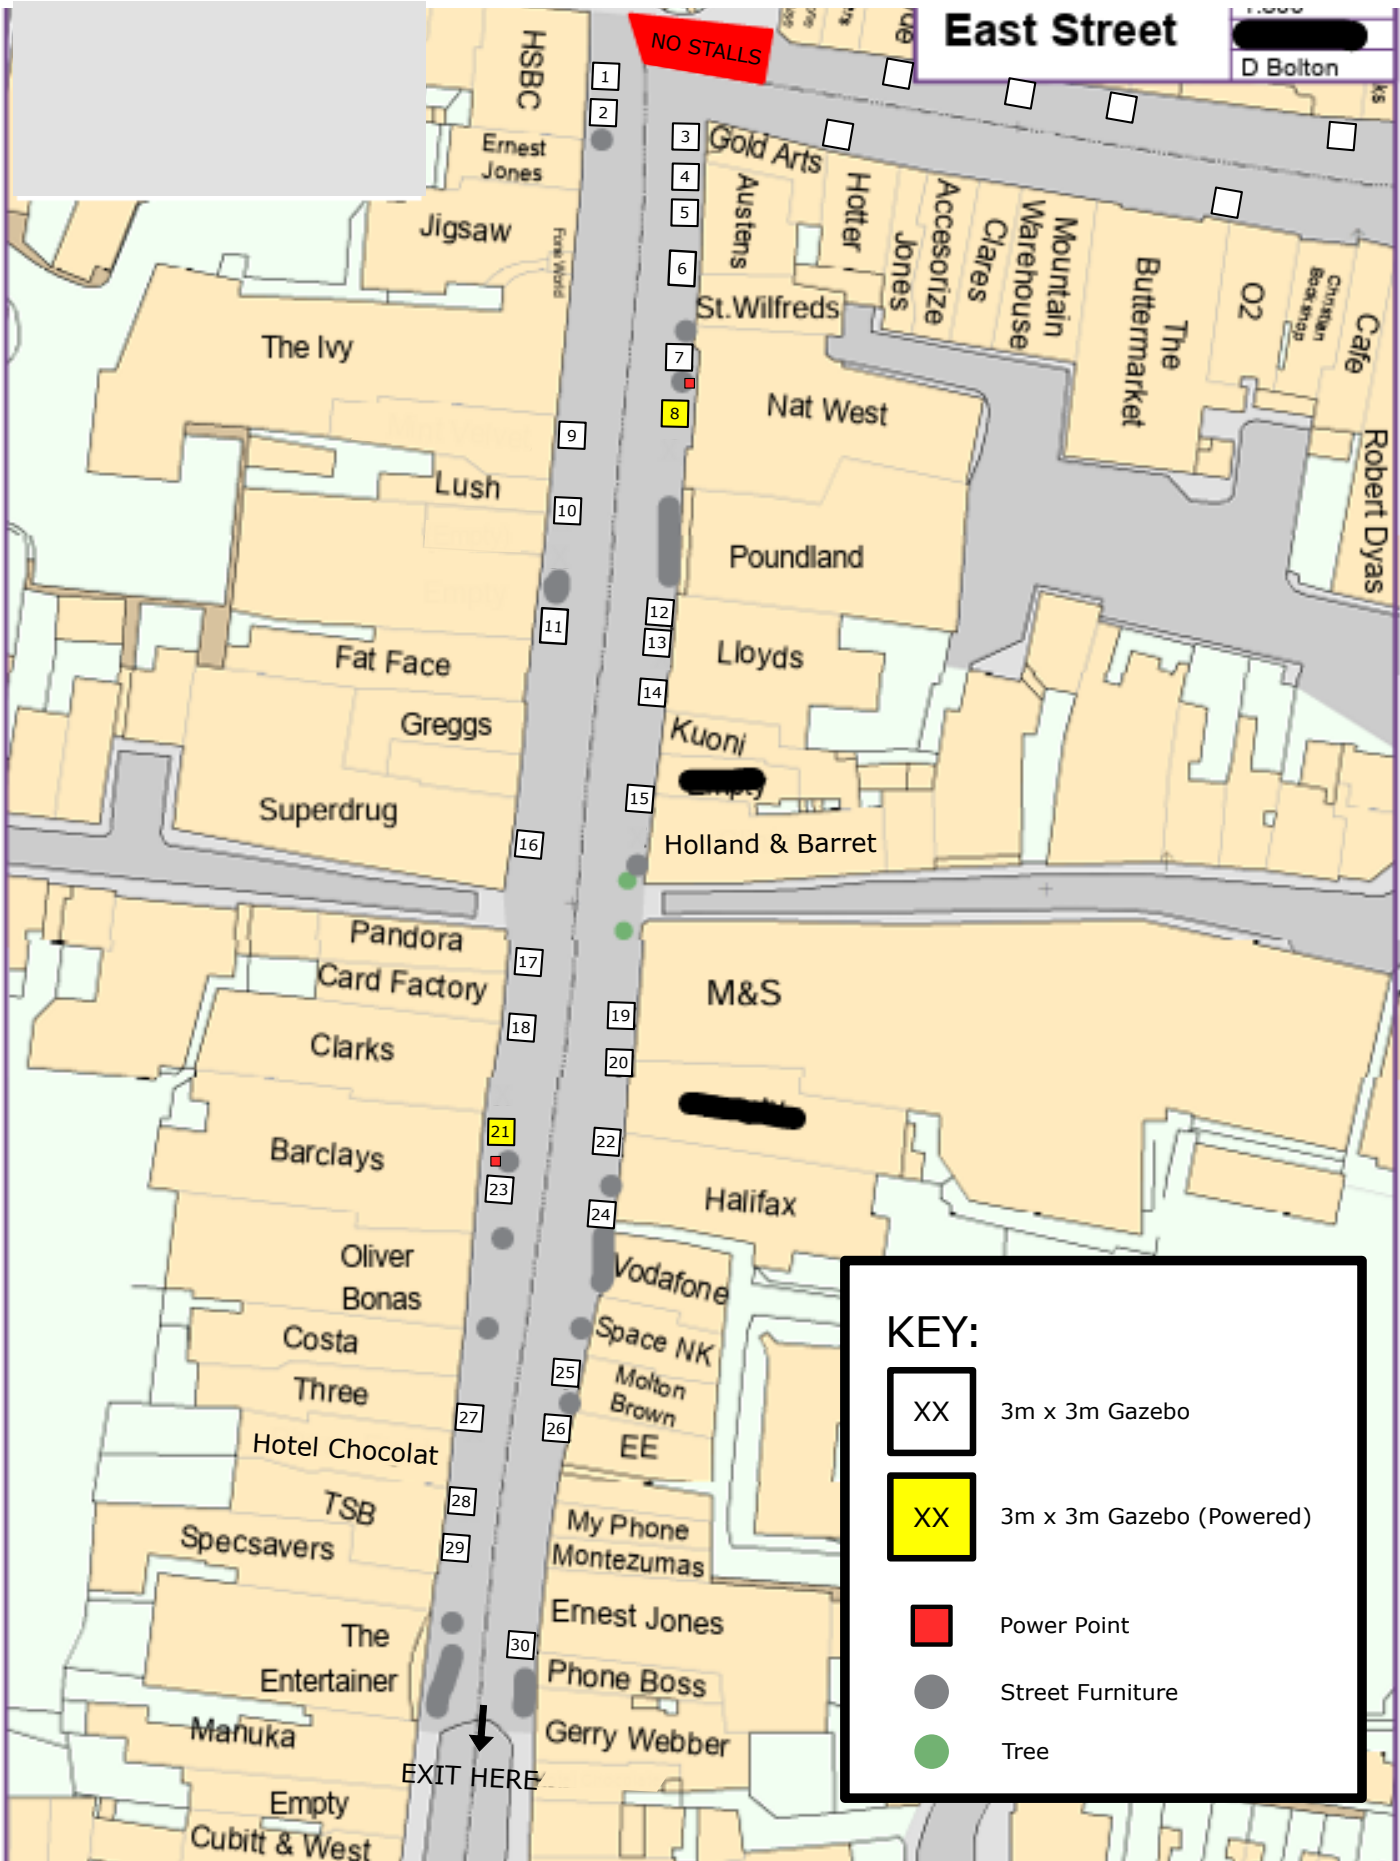 East Street
D Bolton
NO STALLS
HSBC
1
2
Ernest
Jones
3
Gold Arts
4
5
Jigsaw
Austens
Hotter
Jones
Accesorize
Clares
Mountain
Warehouse
The
Buttermarket
O2
Christian
Bookshop
Cafe
Robert Dyas
6
St.Wilfreds
The Ivy
7
8
Nat West
9
Lush
10
Poundland
11
12
13
Lloyds
Fat Face
14
Greggs
Kuoni
15
Superdrug
16
Holland & Barret
Pandora
17
Card Factory
M&S
18
19
Clarks
20
21
22
Barclays
23
Halifax
24
Oliver
Bonas
Vodafone
Costa
Space NK
25
Molton
Brown
Three
27
26
Hotel Chocolat
EE
28
TSB
My Phone
Specsavers
29
Montezumas
Ernest Jones
The
Entertainer
30
Phone Boss
Manuka
Gerry Webber
EXIT HERE
Empty
Cubitt & West
KEY:
XX 3m x 3m Gazebo
XX 3m x 3m Gazebo (Powered)
Power Point
Street Furniture
Tree